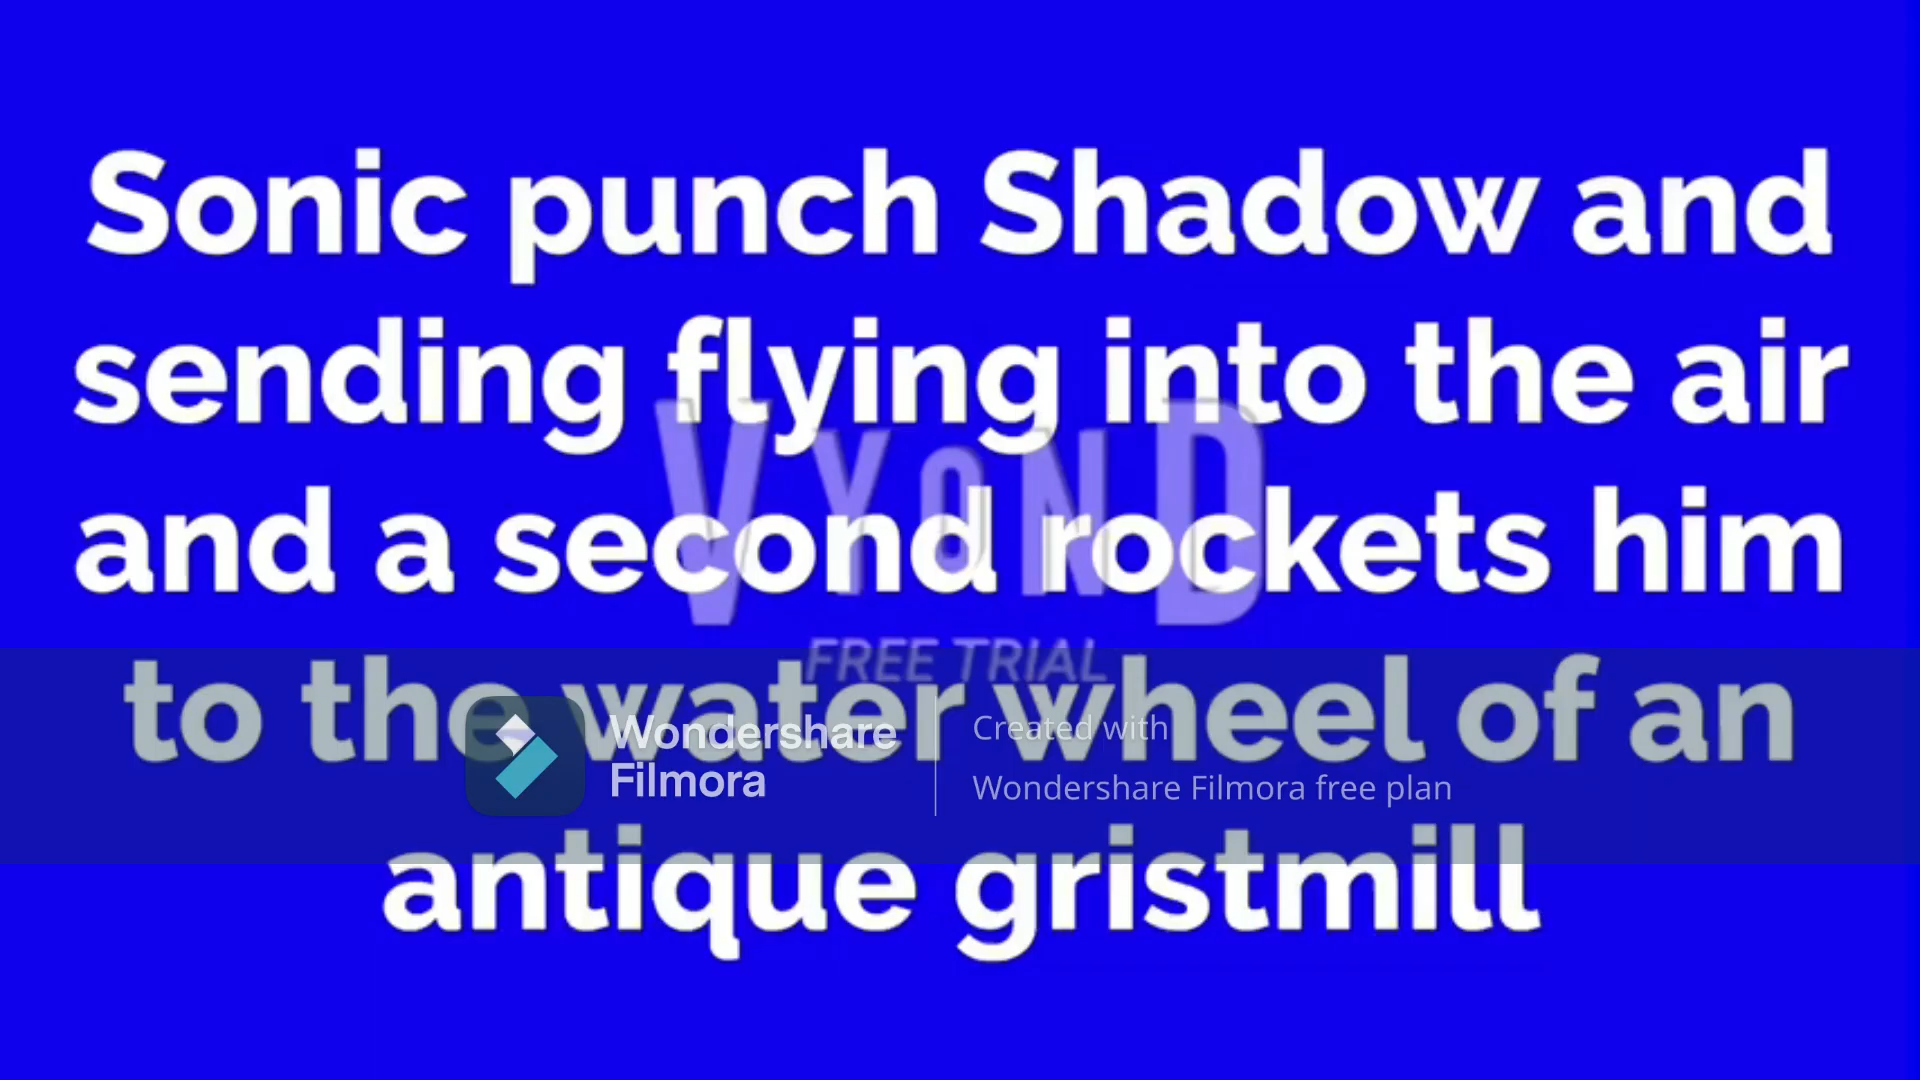 Sonic punch Shadow and
sending flying into the air
VYOND
and a second rockets him
FREE TRIAL
to the water wheel of an
Wondershare
Filmora
Created with
Wondershare Filmora free plan
antique gristmill